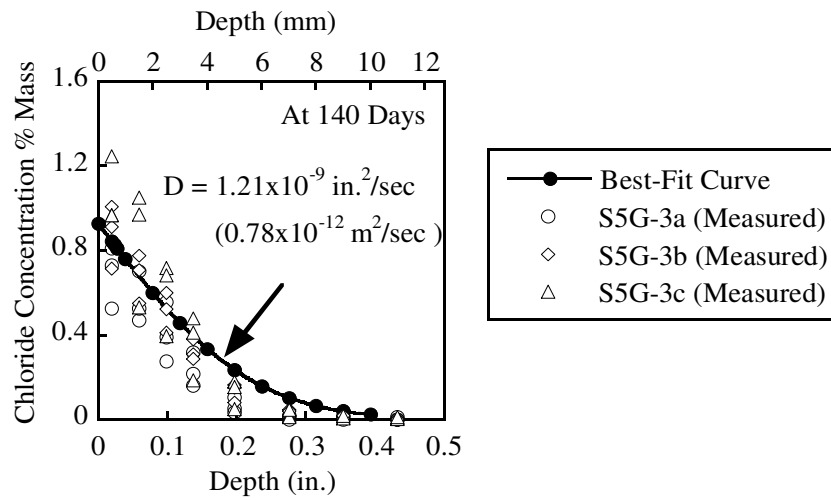 Depth (mm)
0 2 4 6 8 10 12
Chloride Concentration % Mass
1.6
1.2
0.8
0.4
0
At 140 Days
D = 1.21x10⁻⁹ in.²/sec
(0.78x10⁻¹² m²/sec )
0 0.1 0.2 0.3 0.4 0.5
Depth (in.)
Best-Fit Curve
S5G-3a (Measured)
S5G-3b (Measured)
S5G-3c (Measured)